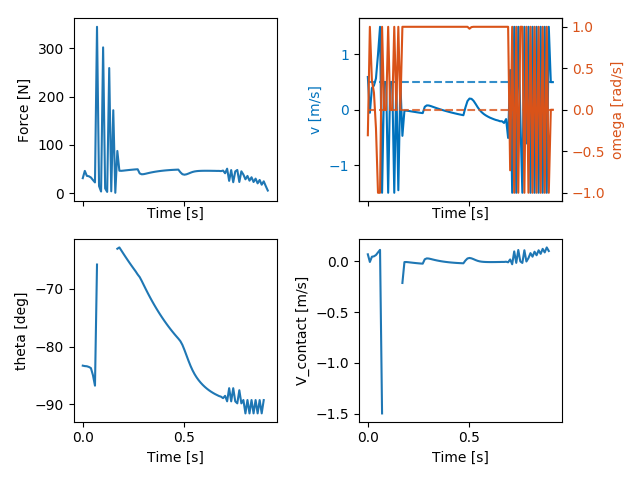 Force [N]
300
200
100
0
Time [s]
v [m/s]
1
0
−1
Time [s]
omega [rad/s]
1.0
0.5
0.0
−0.5
−1.0
theta [deg]
−70
−80
−90
0.0
0.5
Time [s]
V_contact [m/s]
0.0
−0.5
−1.0
−1.5
0.0
0.5
Time [s]